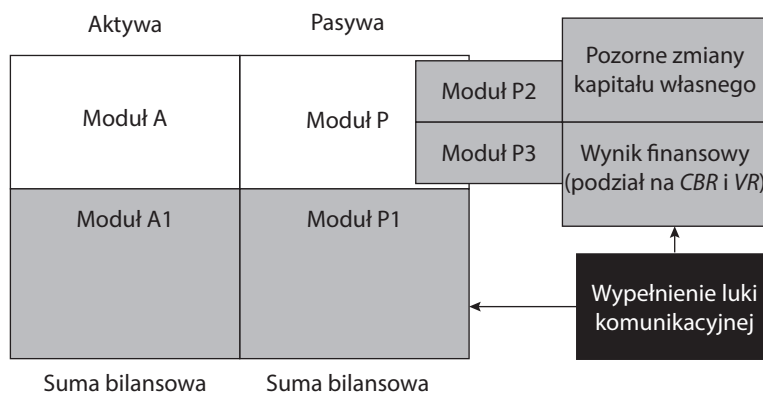 Aktywa
Pasywa
Moduł A
Moduł P
Moduł P2
Moduł P3
Pozorne zmiany
kapitału własnego
Wynik finansowy
(podział na CBR i VR)
Moduł A1
Moduł P1
Wypełnienie luki
komunikacyjnej
Suma bilansowa
Suma bilansowa